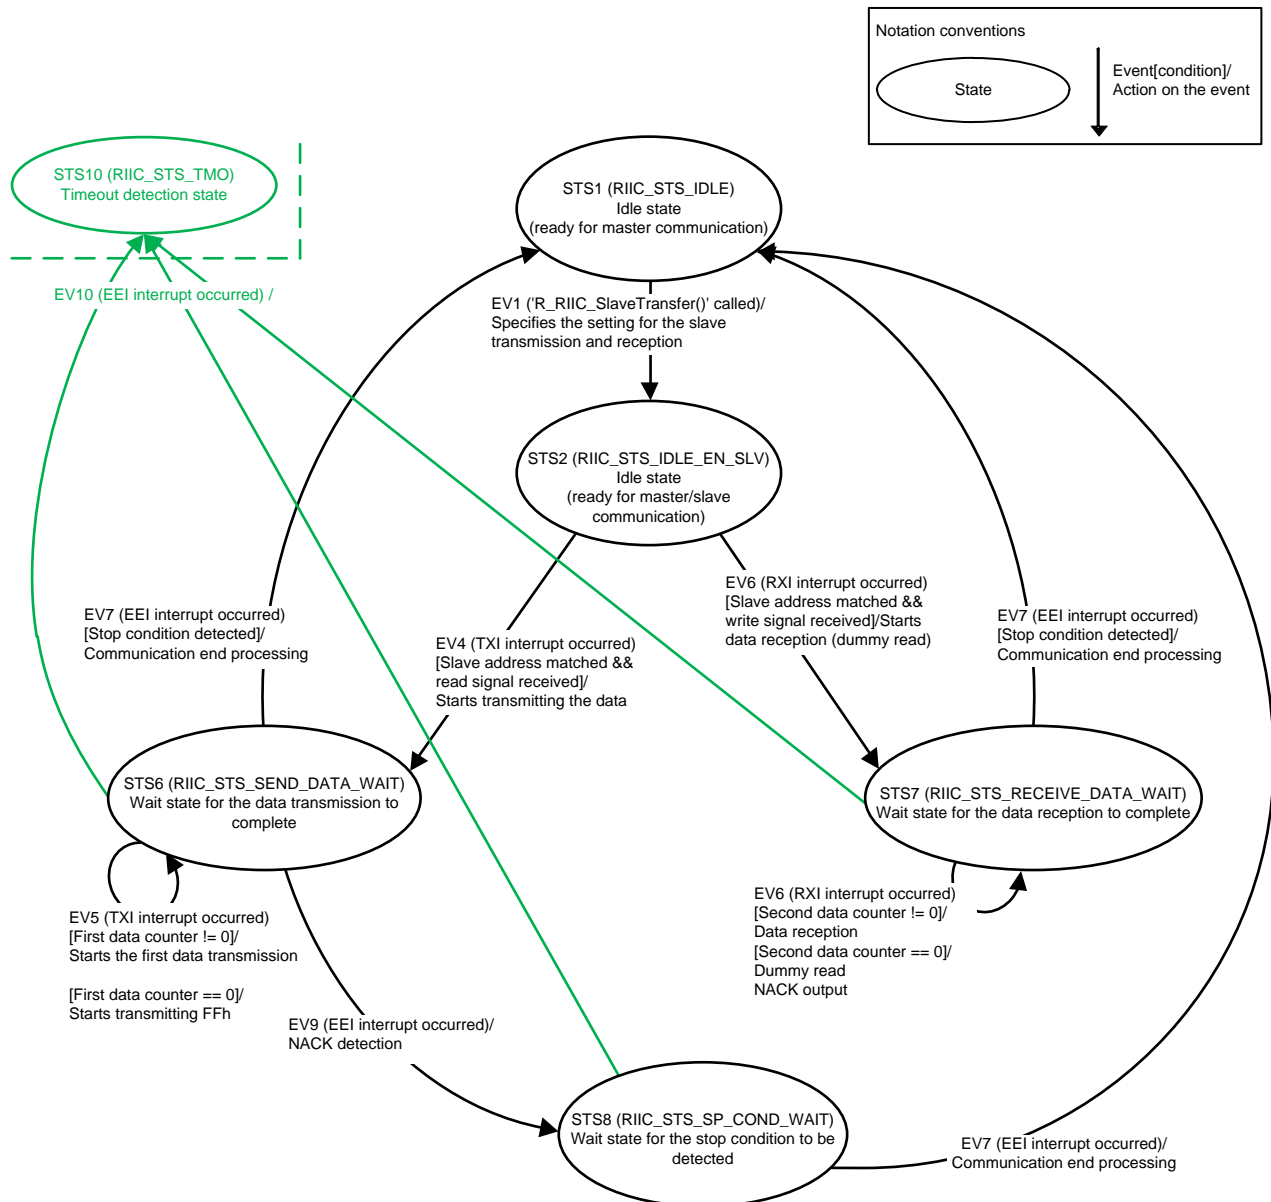 Notation conventions
State
Event[condition]/
Action on the event
STS10 (RIIC_STS_TMO)
Timeout detection state
STS1 (RIIC_STS_IDLE)
Idle state
(ready for master communication)
EV10 (EEI interrupt occurred) /
EV1 ('R_RIIC_SlaveTransfer()' called)/
Specifies the setting for the slave
transmission and reception
STS2 (RIIC_STS_IDLE_EN_SLV)
Idle state
(ready for master/slave
communication)
EV7 (EEI interrupt occurred)
[Stop condition detected]/
Communication end processing
EV4 (TXI interrupt occurred)
[Slave address matched &&
read signal received]/
Starts transmitting the data
EV6 (RXI interrupt occurred)
[Slave address matched &&
write signal received]/Starts
data reception (dummy read)
EV7 (EEI interrupt occurred)
[Stop condition detected]/
Communication end processing
STS6 (RIIC_STS_SEND_DATA_WAIT)
Wait state for the data transmission to
complete
STS7 (RIIC_STS_RECEIVE_DATA_WAIT)
Wait state for the data reception to complete
EV5 (TXI interrupt occurred)
[First data counter != 0]/
Starts the first data transmission
[First data counter == 0]/
Starts transmitting FFh
EV6 (RXI interrupt occurred)
[Second data counter != 0]/
Data reception
[Second data counter == 0]/
Dummy read
NACK output
EV9 (EEI interrupt occurred)/
NACK detection
STS8 (RIIC_STS_SP_COND_WAIT)
Wait state for the stop condition to be
detected
EV7 (EEI interrupt occurred)/
Communication end processing